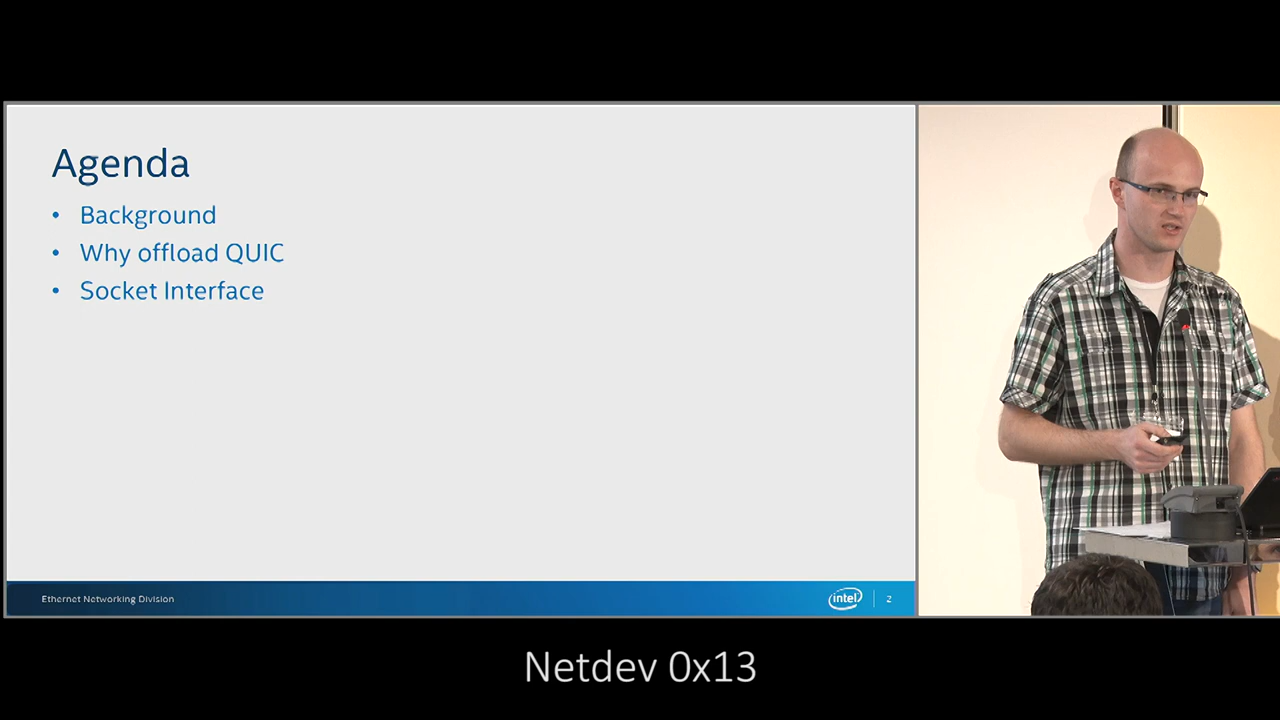 Agenda
• Background
• Why offload QUIC
• Socket Interface
Ethernet Networking Division
intel
2
Netdev 0x13